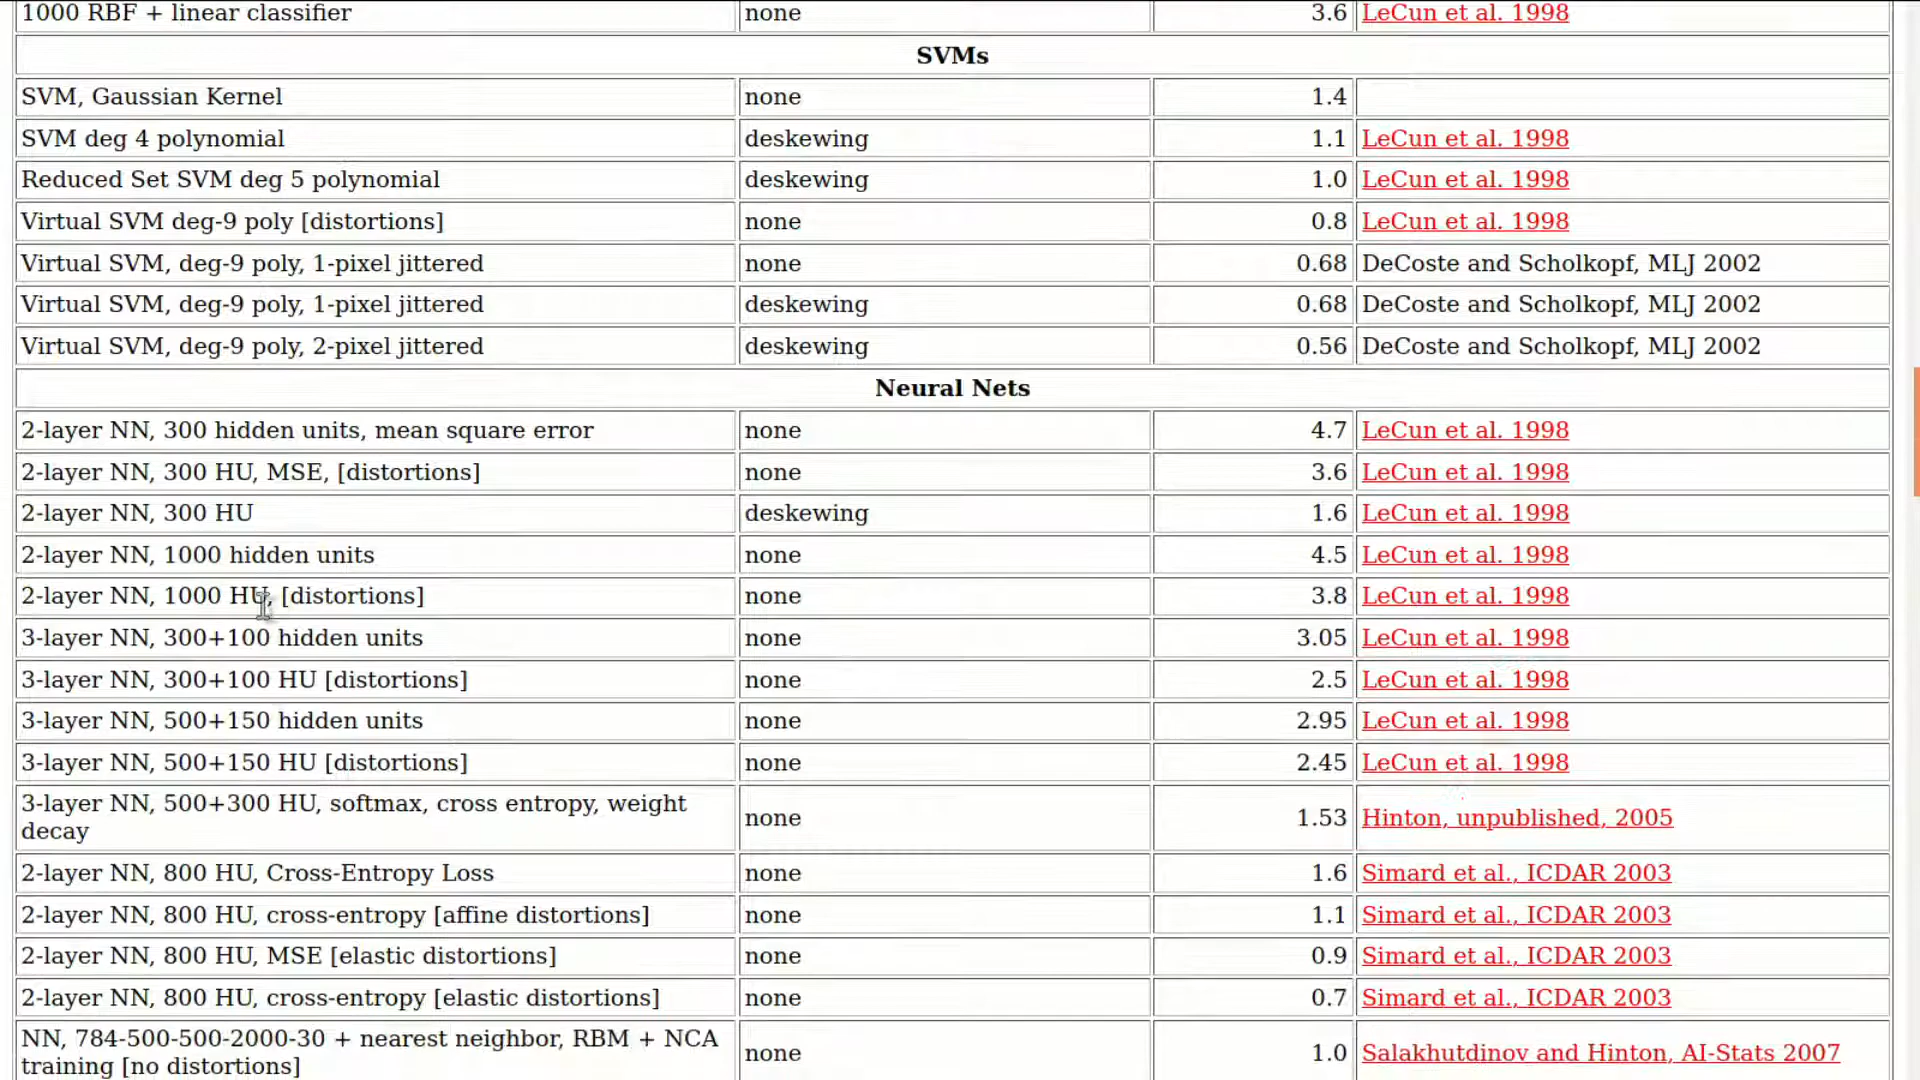 1000 RBF + linear classifier none 3.6 LeCun et al. 1998
SVMs
SVM, Gaussian Kernel none 1.4
SVM deg 4 polynomial deskewing 1.1 LeCun et al. 1998
Reduced Set SVM deg 5 polynomial deskewing 1.0 LeCun et al. 1998
Virtual SVM deg-9 poly [distortions] none 0.8 LeCun et al. 1998
Virtual SVM, deg-9 poly, 1-pixel jittered none 0.68 DeCoste and Scholkopf, MLJ 2002
Virtual SVM, deg-9 poly, 1-pixel jittered deskewing 0.68 DeCoste and Scholkopf, MLJ 2002
Virtual SVM, deg-9 poly, 2-pixel jittered deskewing 0.56 DeCoste and Scholkopf, MLJ 2002
Neural Nets
2-layer NN, 300 hidden units, mean square error none 4.7 LeCun et al. 1998
2-layer NN, 300 HU, MSE, [distortions] none 3.6 LeCun et al. 1998
2-layer NN, 300 HU deskewing 1.6 LeCun et al. 1998
2-layer NN, 1000 hidden units none 4.5 LeCun et al. 1998
2-layer NN, 1000 HU, [distortions] none 3.8 LeCun et al. 1998
3-layer NN, 300+100 hidden units none 3.05 LeCun et al. 1998
3-layer NN, 300+100 HU [distortions] none 2.5 LeCun et al. 1998
3-layer NN, 500+150 hidden units none 2.95 LeCun et al. 1998
3-layer NN, 500+150 HU [distortions] none 2.45 LeCun et al. 1998
3-layer NN, 500+300 HU, softmax, cross entropy, weight
decay none 1.53 Hinton, unpublished, 2005
2-layer NN, 800 HU, Cross-Entropy Loss none 1.6 Simard et al., ICDAR 2003
2-layer NN, 800 HU, cross-entropy [affine distortions] none 1.1 Simard et al., ICDAR 2003
2-layer NN, 800 HU, MSE [elastic distortions] none 0.9 Simard et al., ICDAR 2003
2-layer NN, 800 HU, cross-entropy [elastic distortions] none 0.7 Simard et al., ICDAR 2003
NN, 784-500-500-2000-30 + nearest neighbor, RBM + NCA
training [no distortions] none 1.0 Salakhutdinov and Hinton, AI-Stats 2007